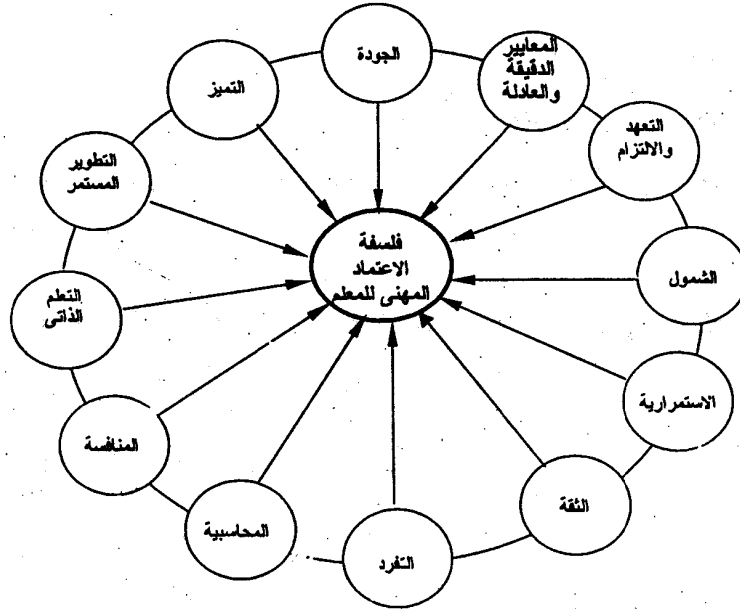 الجودة
المعايير
الدقيقة
والعادلة
التعهد
والالتزام
الشمول
الاستمرارية
الثقة
التفرد
المحاسبية
المنافسة
التعلم
الذاتى
التطوير
المستمر
التميز
فلسفة
الاعتماد
المهنى للمعلم